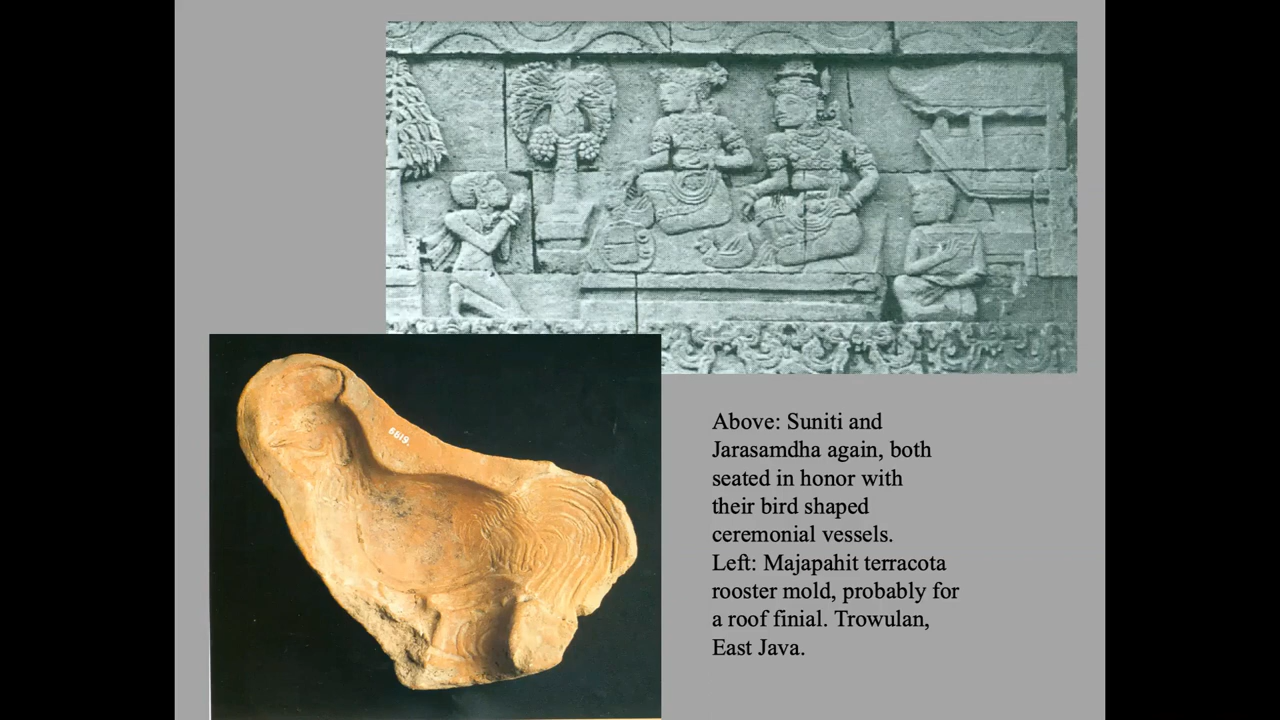 6619.
Above: Suniti and
Jarasamdha again, both
seated in honor with
their bird shaped
ceremonial vessels.
Left: Majapahit terracota
rooster mold, probably for
a roof finial. Trowulan,
East Java.